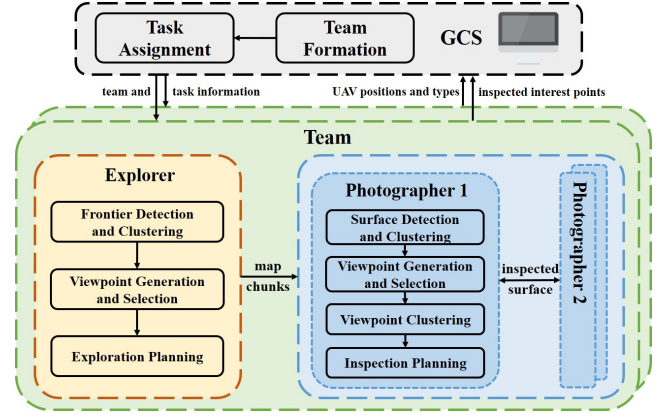 Task
Assignment
Team
Formation
GCS
team and
task information
UAV positions and types
inspected interest points
Team
Explorer
Frontier Detection
and Clustering
Viewpoint Generation
and Selection
Exploration Planning
map
chunks
Photographer 1
Surface Detection
and Clustering
Viewpoint Generation
and Selection
Viewpoint Clustering
Inspection Planning
inspected
surface
Photographer 2